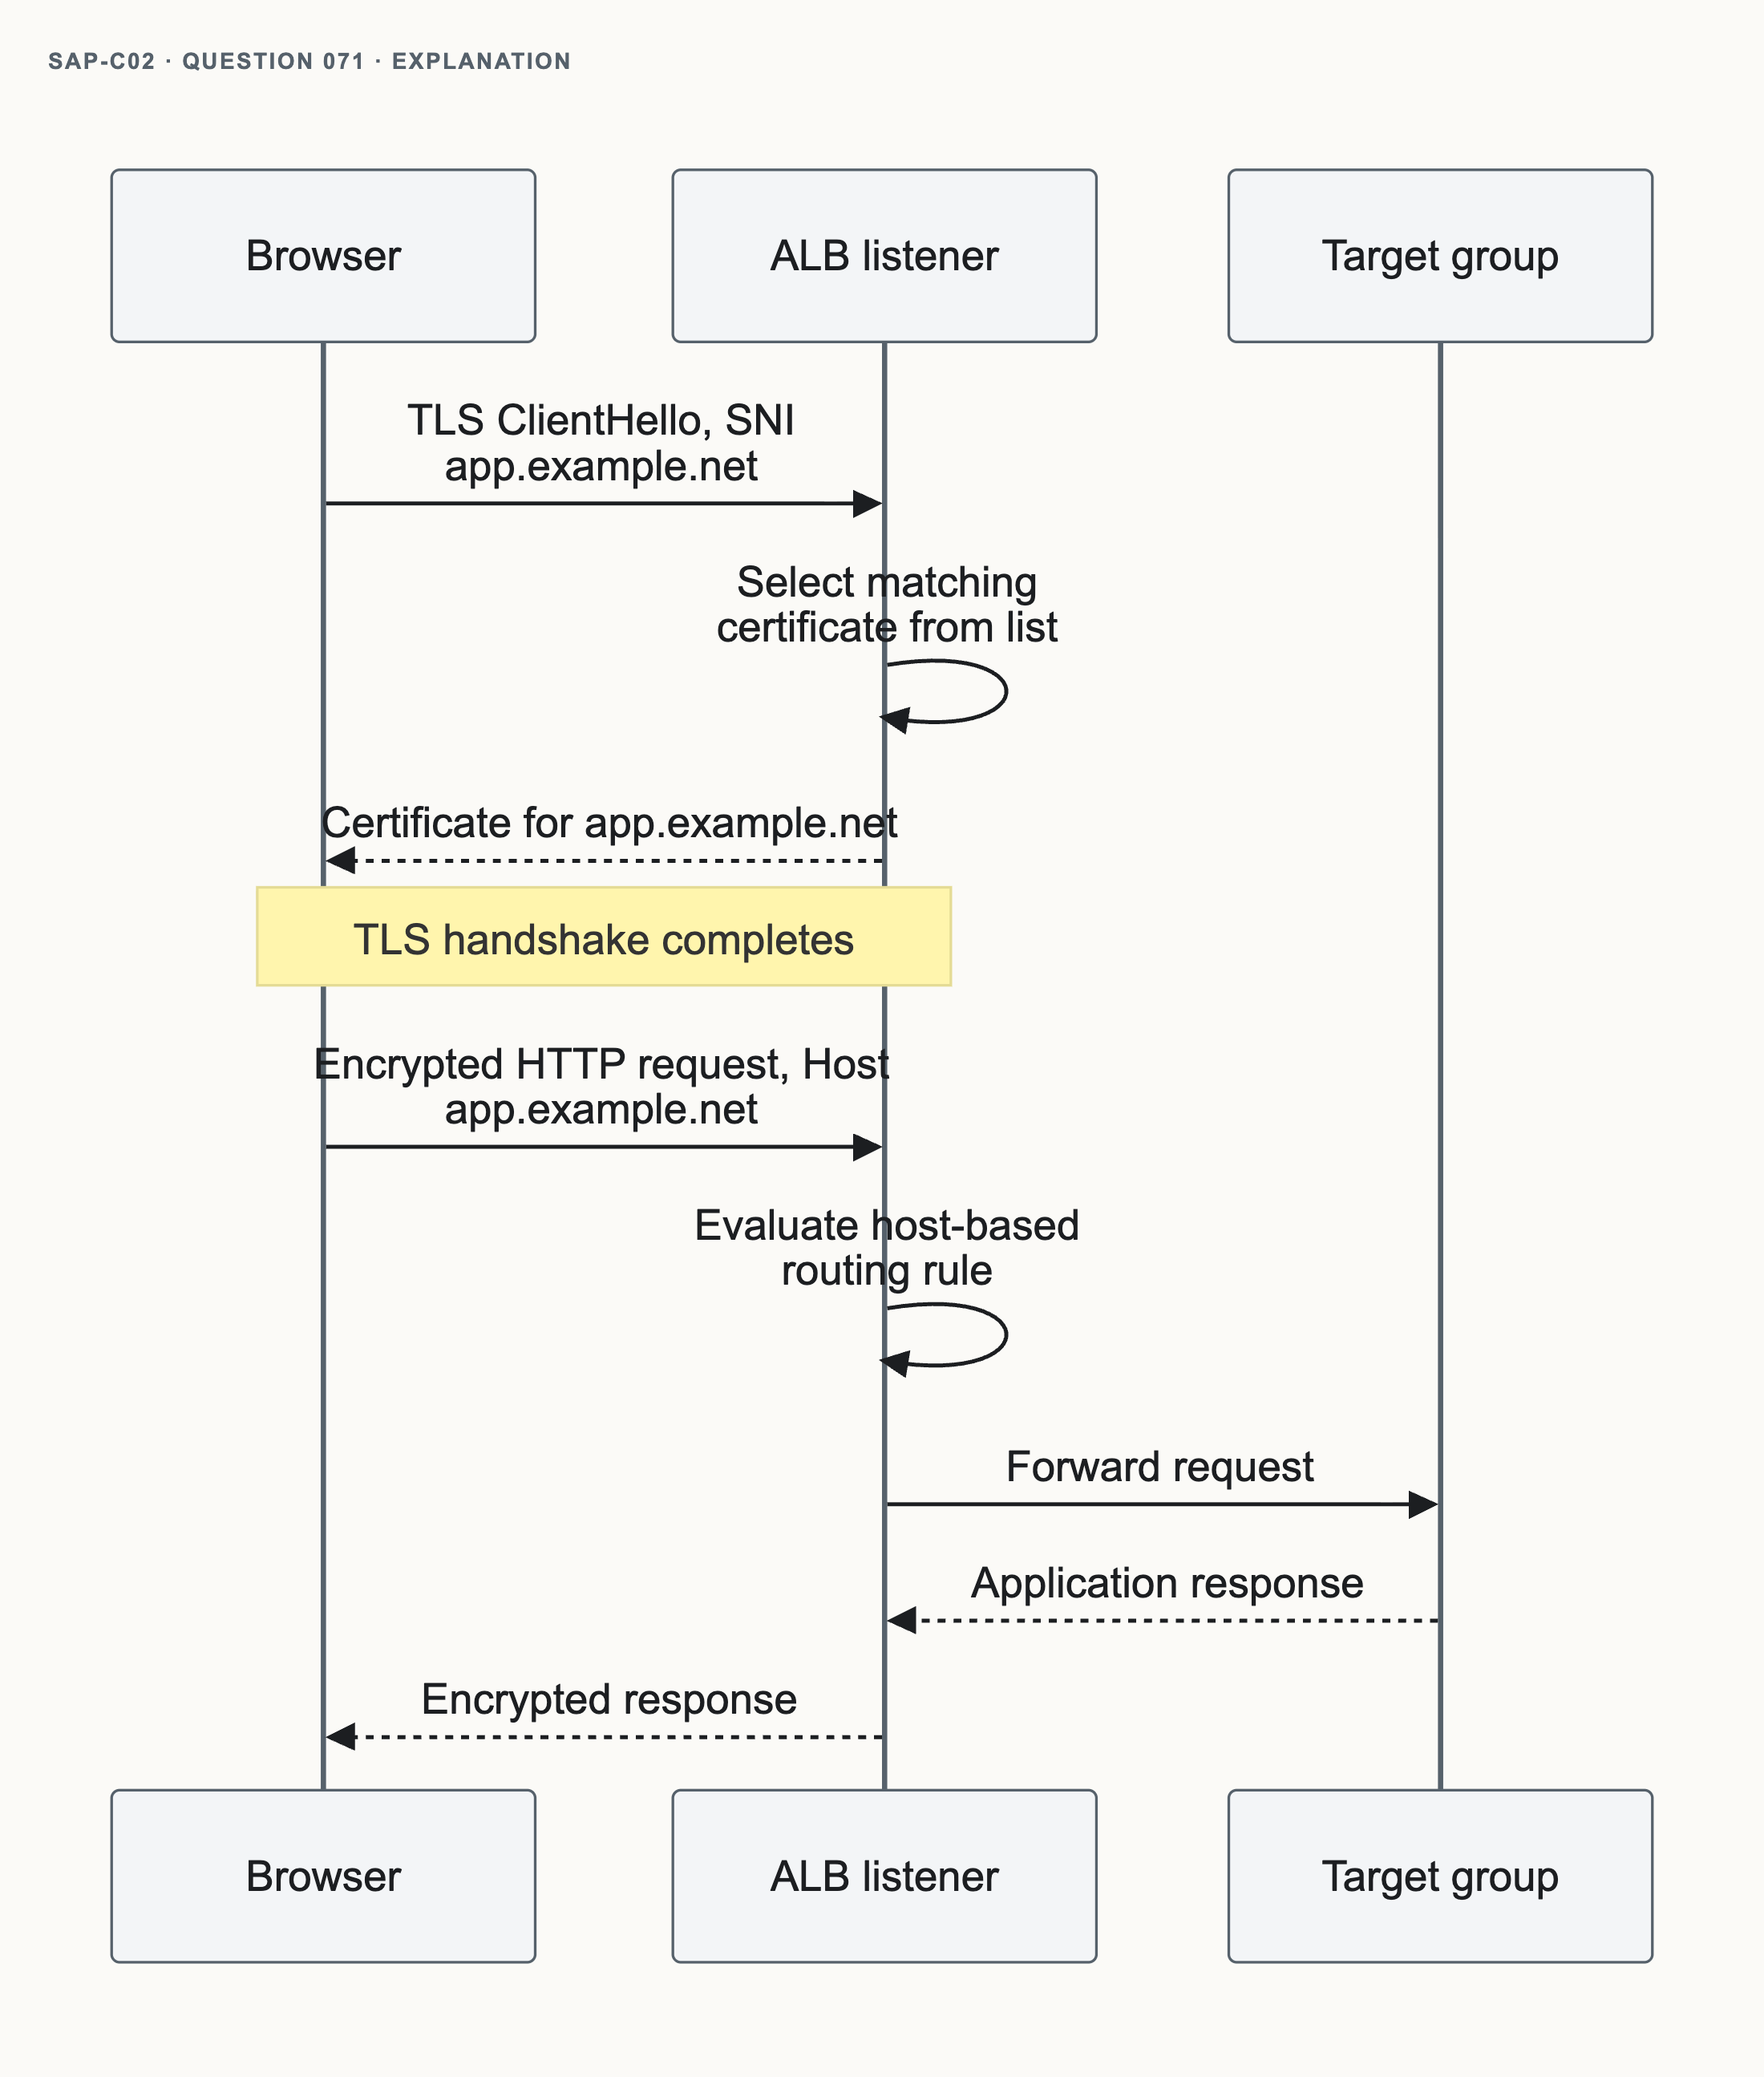 SAP-C02 · QUESTION 071 · EXPLANATION
Browser
ALB listener
Target group
TLS ClientHello, SNI
app.example.net
Select matching
certificate from list
Certificate for app.example.net
TLS handshake completes
Encrypted HTTP request, Host
app.example.net
Evaluate host-based
routing rule
Forward request
Application response
Encrypted response
Browser
ALB listener
Target group